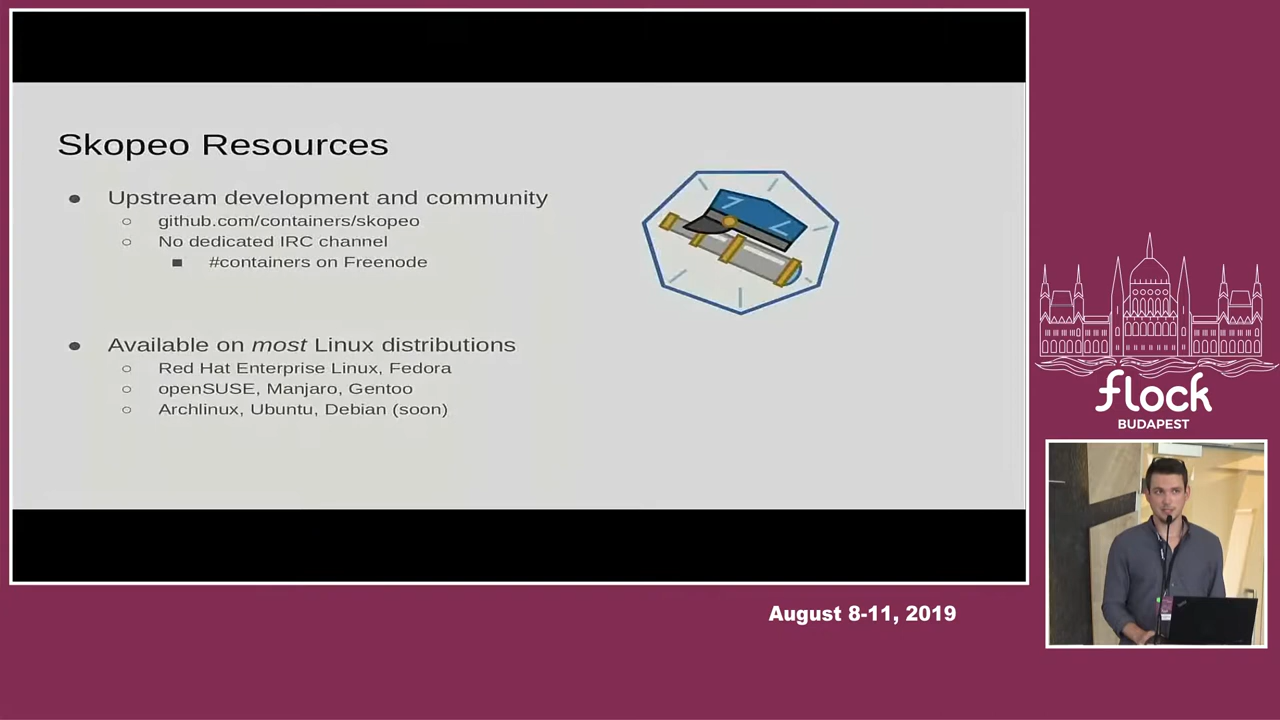 Skopeo Resources
● Upstream development and community
○ github.com/containers/skopeo
○ No dedicated IRC channel
■ #containers on Freenode
● Available on most Linux distributions
○ Red Hat Enterprise Linux, Fedora
○ openSUSE, Manjaro, Gentoo
○ Archlinux, Ubuntu, Debian (soon)
flock
BUDAPEST
August 8-11, 2019